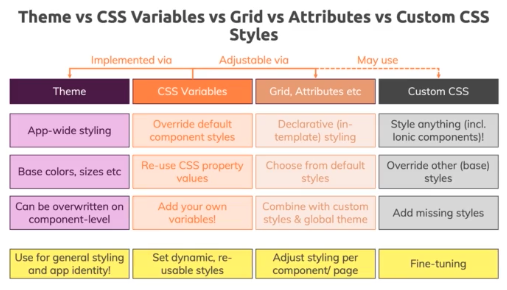 Theme vs CSS Variables vs Grid vs Attributes vs Custom CSS
Styles
Implemented via
Adjustable via
May use
Theme
CSS Variables
Grid, Attributes etc
Custom CSS
App-wide styling
Override default
component styles
Declarative (in-
template) styling
Style anything (incl.
Ionic components)!
Base colors, sizes etc
Re-use CSS property
values
Choose from default
styles
Override other (base)
styles
Can be overwritten on
component-level
Add your own
variables!
Combine with custom
styles & global theme
Add missing styles
Use for general styling
and app identity!
Set dynamic, re-
usable styles
Adjust styling per
component/ page
Fine-tuning